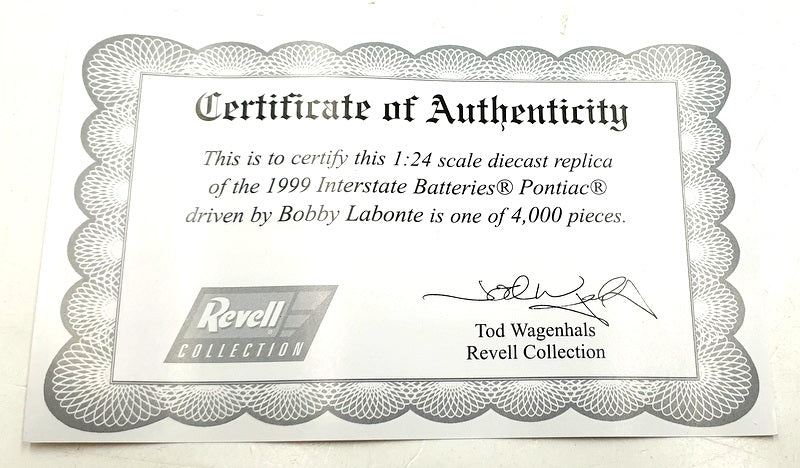 Certificate of Authenticity
This is to certify this 1:24 scale diecast replica
of the 1999 Interstate Batteries® Pontiac®
driven by Bobby Labonte is one of 4,000 pieces.
Revell®
COLLECTION
Tod Wagenhals
Revell Collection